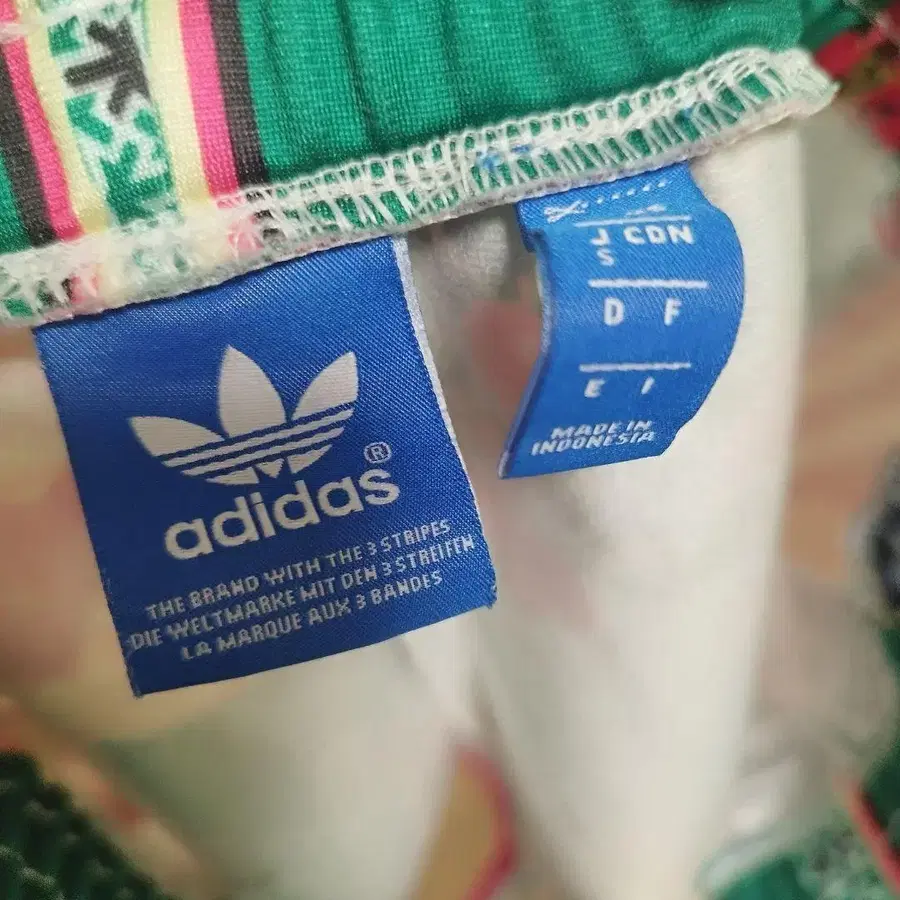 adidas®
THE BRAND WITH THE 3 STRIPES
DIE WELTMARKE MIT DEN 3 STREIFEN
LA MARQUE AUX 3 BANDES
J CDN
S
D F
E I
MADE IN
INDONESIA